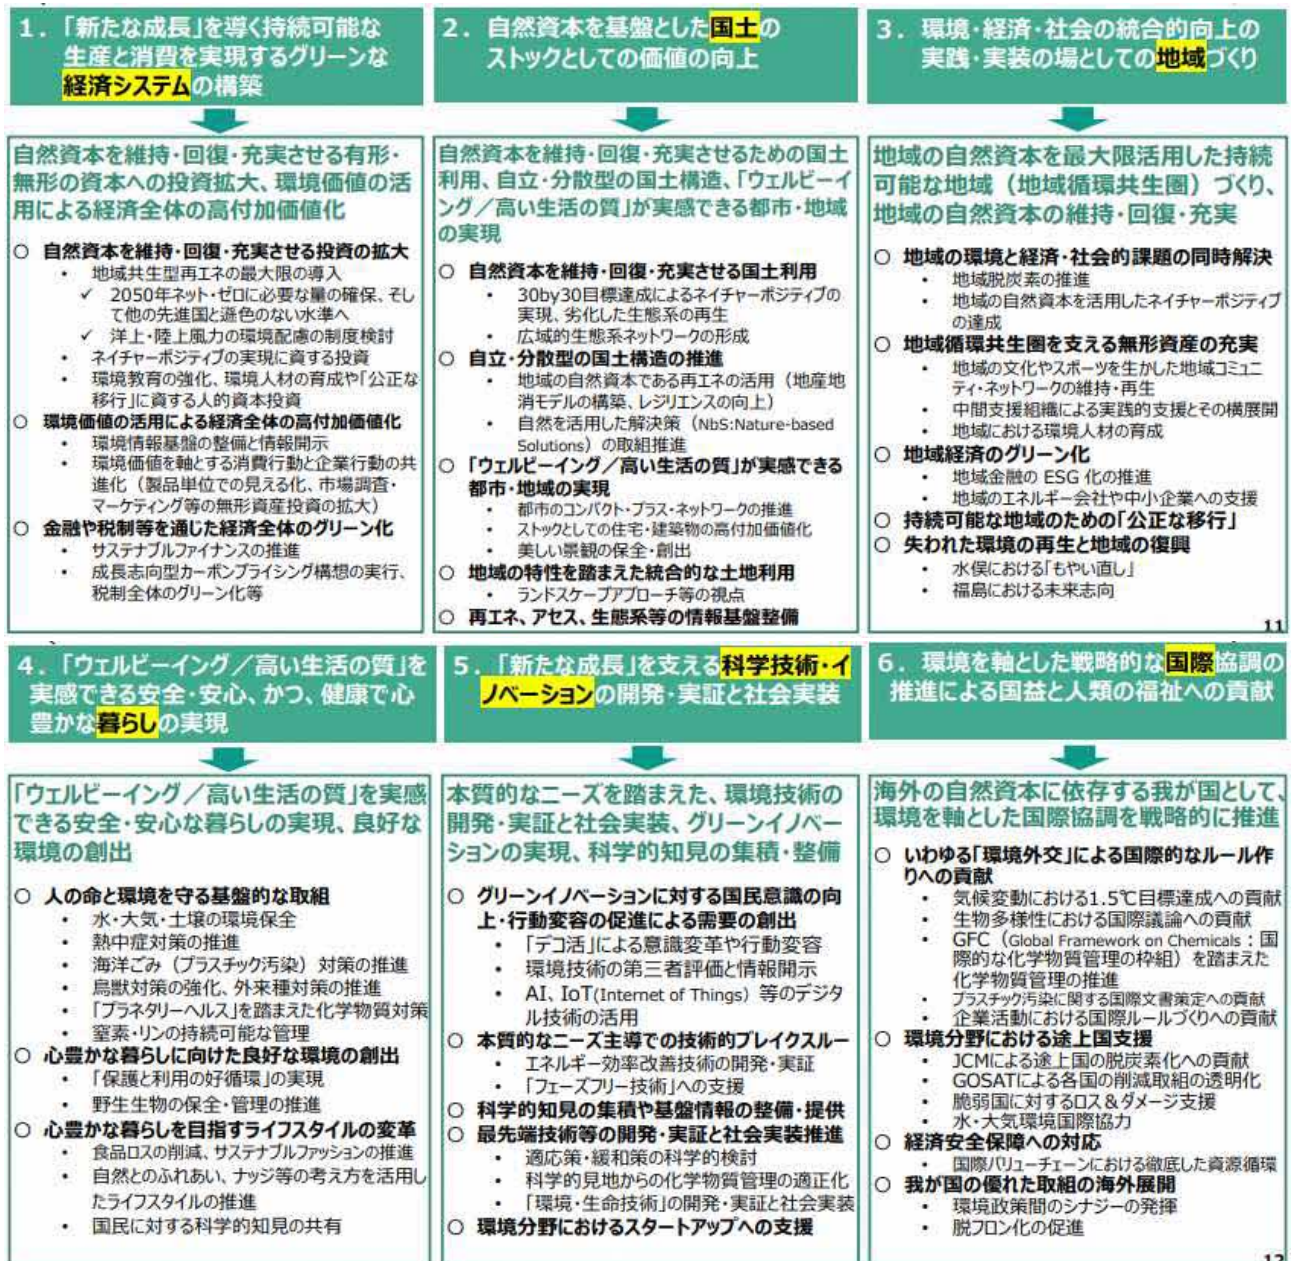 １．「新たな成長」を導く持続可能な
生産と消費を実現するグリーンな
経済システムの構築
自然資本を維持・回復・充実させる有形・
無形の資本への投資拡大、環境価値の活
用による経済全体の高付加価値化
○ 自然資本を維持・回復・充実させる投資の拡大
・ 地域共生型再エネの最大限の導入
✓ 2050年ネット・ゼロに必要な量の確保、そし
て他の先進国と遜色のない水準へ
✓ 洋上・陸上風力の環境配慮の制度検討
・ ネイチャーポジティブの実現に資する投資
・ 環境教育の強化、環境人材の育成や「公正な
移行」に資する人的資本投資
○ 環境価値の活用による経済全体の高付加価値化
・ 環境情報基盤の整備と情報開示
・ 環境価値を軸とする消費行動と企業行動の共
進化（製品単位での見える化、市場調査・
マーケティング等の無形資産投資の拡大）
○ 金融や税制等を通じた経済全体のグリーン化
・ サステナブルファイナンスの推進
・ 成長志向型カーボンプライシング構想の実行、
税制全体のグリーン化等
２．自然資本を基盤とした国土の
ストックとしての価値の向上
自然資本を維持・回復・充実させるための国土
利用、自立・分散型の国土構造、「ウェルビーイ
ング／高い生活の質」が実感できる都市・地域
の実現
○ 自然資本を維持・回復・充実させる国土利用
・ 30by30目標達成によるネイチャーポジティブの
実現、劣化した生態系の再生
・ 広域的生態系ネットワークの形成
○ 自立・分散型の国土構造の推進
・ 地域の自然資本である再エネの活用（地産地
消モデルの構築、レジリエンスの向上）
・ 自然を活用した解決策（NbS:Nature-based
Solutions）の取組推進
○ 「ウェルビーイング／高い生活の質」が実感できる
都市・地域の実現
・ 都市のコンパクト・プラス・ネットワークの推進
・ ストックとしての住宅・建築物の高付加価値化
・ 美しい景観の保全・創出
○ 地域の特性を踏まえた統合的な土地利用
・ ランドスケープアプローチ等の視点
○ 再エネ、アセス、生態系等の情報基盤整備
３．環境・経済・社会の統合的向上の
実践・実装の場としての地域づくり
地域の自然資本を最大限活用した持続
可能な地域（地域循環共生圏）づくり、
地域の自然資本の維持・回復・充実
○ 地域の環境と経済・社会的課題の同時解決
・ 地域脱炭素の推進
・ 地域の自然資本を活用したネイチャーポジティブ
の達成
○ 地域循環共生圏を支える無形資産の充実
・ 地域の文化やスポーツを生かした地域コミュニ
ティ・ネットワークの維持・再生
・ 中間支援組織による実践的支援とその横展開
・ 地域における環境人材の育成
○ 地域経済のグリーン化
・ 地域金融の ESG 化の推進
・ 地域のエネルギー会社や中小企業への支援
○ 持続可能な地域のための「公正な移行」
○ 失われた環境の再生と地域の復興
・ 水俣における「もやい直し」
・ 福島における未来志向
11
４．「ウェルビーイング／高い生活の質」を
実感できる安全・安心、かつ、健康で心
豊かな暮らしの実現
「ウェルビーイング／高い生活の質」を実感
できる安全・安心な暮らしの実現、良好な
環境の創出
○ 人の命と環境を守る基盤的な取組
・ 水・大気・土壌の環境保全
・ 熱中症対策の推進
・ 海洋ごみ（プラスチック汚染）対策の推進
・ 鳥獣対策の強化、外来種対策の推進
・ 「プラネタリーヘルス」を踏まえた化学物質対策
・ 窒素・リンの持続可能な管理
○ 心豊かな暮らしに向けた良好な環境の創出
・ 「保護と利用の好循環」の実現
・ 野生生物の保全・管理の推進
○ 心豊かな暮らしを目指すライフスタイルの変革
・ 食品ロスの削減、サステナブルファッションの推進
・ 自然とのふれあい、ナッジ等の考え方を活用し
たライフスタイルの推進
・ 国民に対する科学的知見の共有
５．「新たな成長」を支える科学技術・イ
ノベーションの開発・実証と社会実装
本質的なニーズを踏まえた、環境技術の
開発・実証と社会実装、グリーンイノベー
ションの実現、科学的知見の集積・整備
○ グリーンイノベーションに対する国民意識の向
上・行動変容の促進による需要の創出
・ 「デコ活」による意識変革や行動変容
・ 環境技術の第三者評価と情報開示
・ AI、IoT(Internet of Things）等のデジタ
ル技術の活用
○ 本質的なニーズ主導での技術的ブレイクスルー
・ エネルギー効率改善技術の開発・実証
・ 「フェーズフリー技術」への支援
○ 科学的知見の集積や基盤情報の整備・提供
○ 最先端技術等の開発・実証と社会実装推進
・ 適応策・緩和策の科学的検討
・ 科学的見地からの化学物質管理の適正化
・ 「環境・生命技術」の開発・実証と社会実装
○ 環境分野におけるスタートアップへの支援
６．環境を軸とした戦略的な国際協調の
推進による国益と人類の福祉への貢献
海外の自然資本に依存する我が国として、
環境を軸とした国際協調を戦略的に推進
○ いわゆる「環境外交」による国際的なルール作
りへの貢献
・ 気候変動における1.5℃目標達成への貢献
・ 生物多様性における国際議論への貢献
・ GFC（Global Framework on Chemicals：国
際的な化学物質管理の枠組）を踏まえた
化学物質管理の推進
・ プラスチック汚染に関する国際文書策定への貢献
・ 企業活動における国際ルールづくりへの貢献
○ 環境分野における途上国支援
・ JCMによる途上国の脱炭素化への貢献
・ GOSATによる各国の削減取組の透明化
・ 脆弱国に対するロス＆ダメージ支援
・ 水・大気環境国際協力
○ 経済安全保障への対応
・ 国際バリューチェーンにおける徹底した資源循環
○ 我が国の優れた取組の海外展開
・ 環境政策間のシナジーの発揮
・ 脱フロン化の促進
12